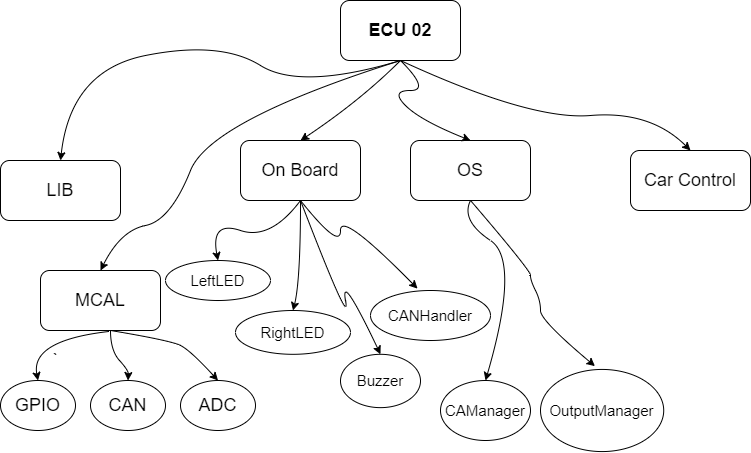 ECU 02
LIB
On Board
OS
Car Control
MCAL
LeftLED
RightLED
CANHandler
Buzzer
GPIO
CAN
ADC
CAManager
OutputManager